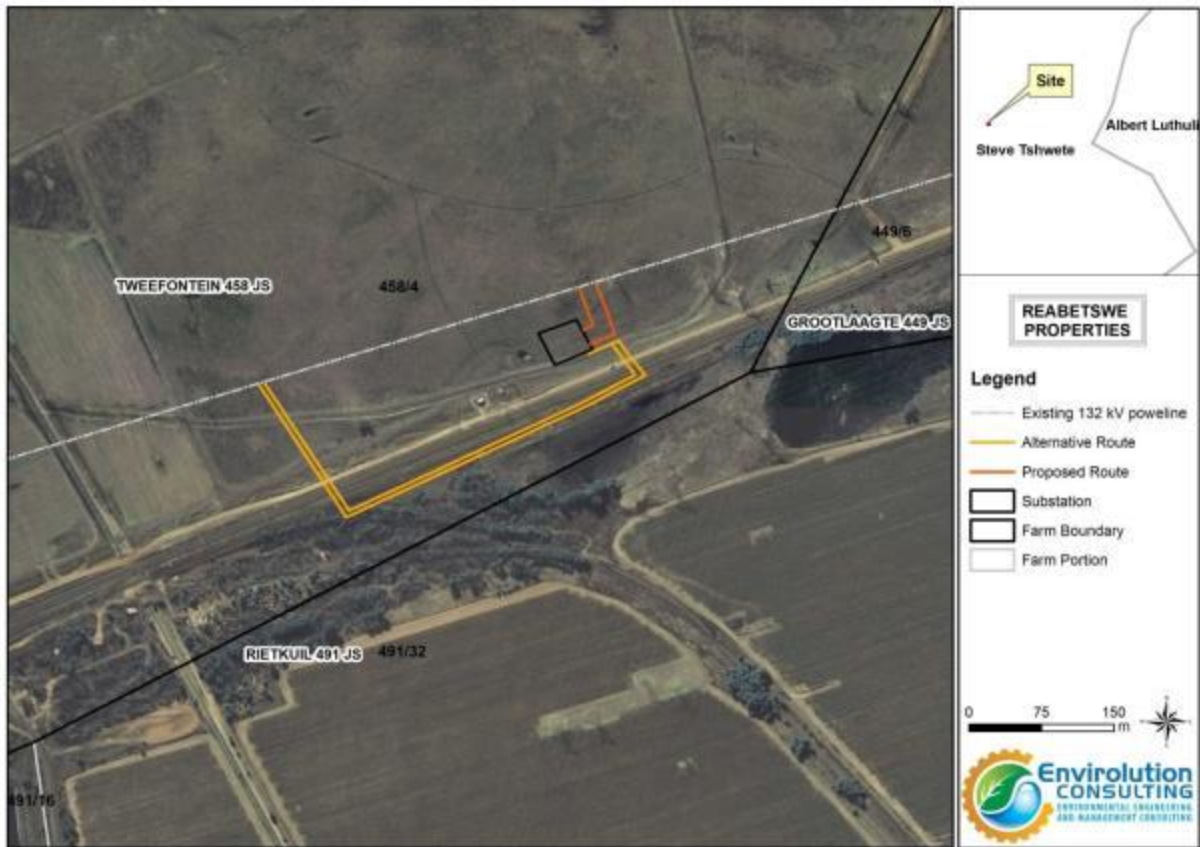 TWEEFONTEIN 458 JS
458/4
449/6
GROOTLAAGTE 449 JS
RIETKUIL 491 JS
491/32
491/16
Site
Albert Luthuli
Steve Tshwete
REABETSWE
PROPERTIES
Legend
Existing 132 kV poweline
Alternative Route
Proposed Route
Substation
Farm Boundary
Farm Portion
0 75 150
m
Envirolution
CONSULTING
ENVIRONMENTAL ENGINEERING
AND MANAGEMENT CONSULTING